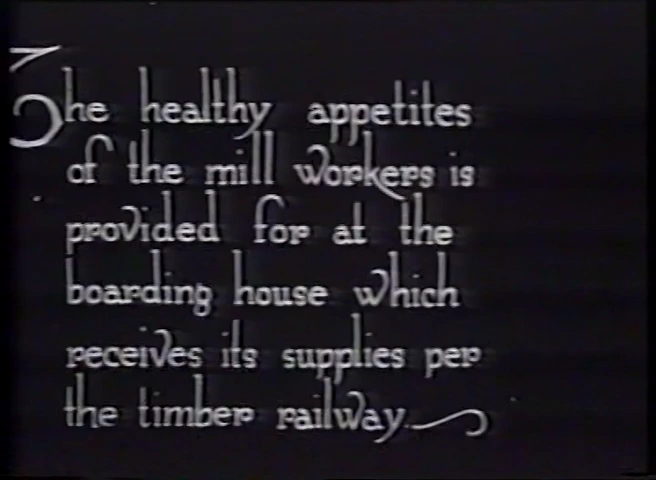 The healthy appetites
of the mill workers is
provided for at the
boarding house which
receives its supplies per
the timber railway.